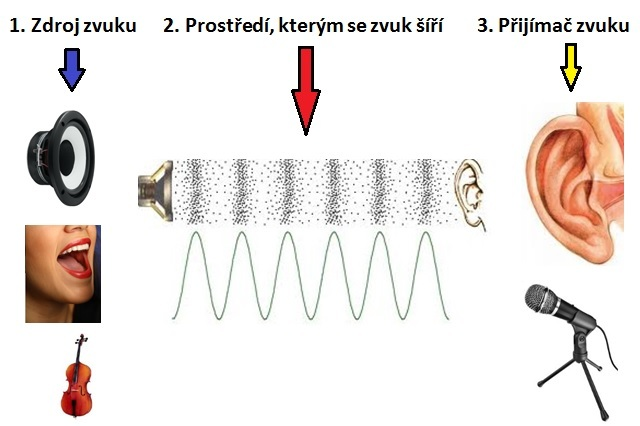 1. Zdroj zvuku
2. Prostředí, kterým se zvuk šíří
3. Přijímač zvuku